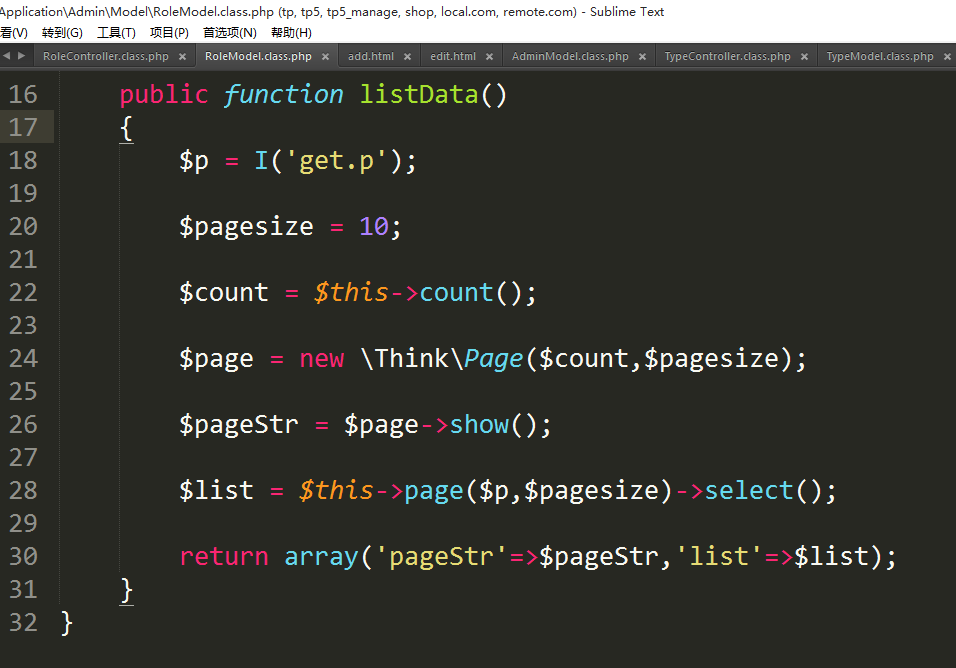 Application\Admin\Model\RoleModel.class.php (tp, tp5, tp5_manage, shop, local.com, remote.com) - Sublime Text
看(V) 转到(G) 工具(T) 项目(P) 首选项(N) 帮助(H)
RoleController.class.php × RoleModel.class.php × add.html × edit.html × AdminModel.class.php × TypeController.class.php × TypeModel.class.php ×
16 public function listData()
17 {
18 $p = I('get.p');
19
20 $pagesize = 10;
21
22 $count = $this->count();
23
24 $page = new \Think\Page($count,$pagesize);
25
26 $pageStr = $page->show();
27
28 $list = $this->page($p,$pagesize)->select();
29
30 return array('pageStr'=>$pageStr,'list'=>$list);
31 }
32 }